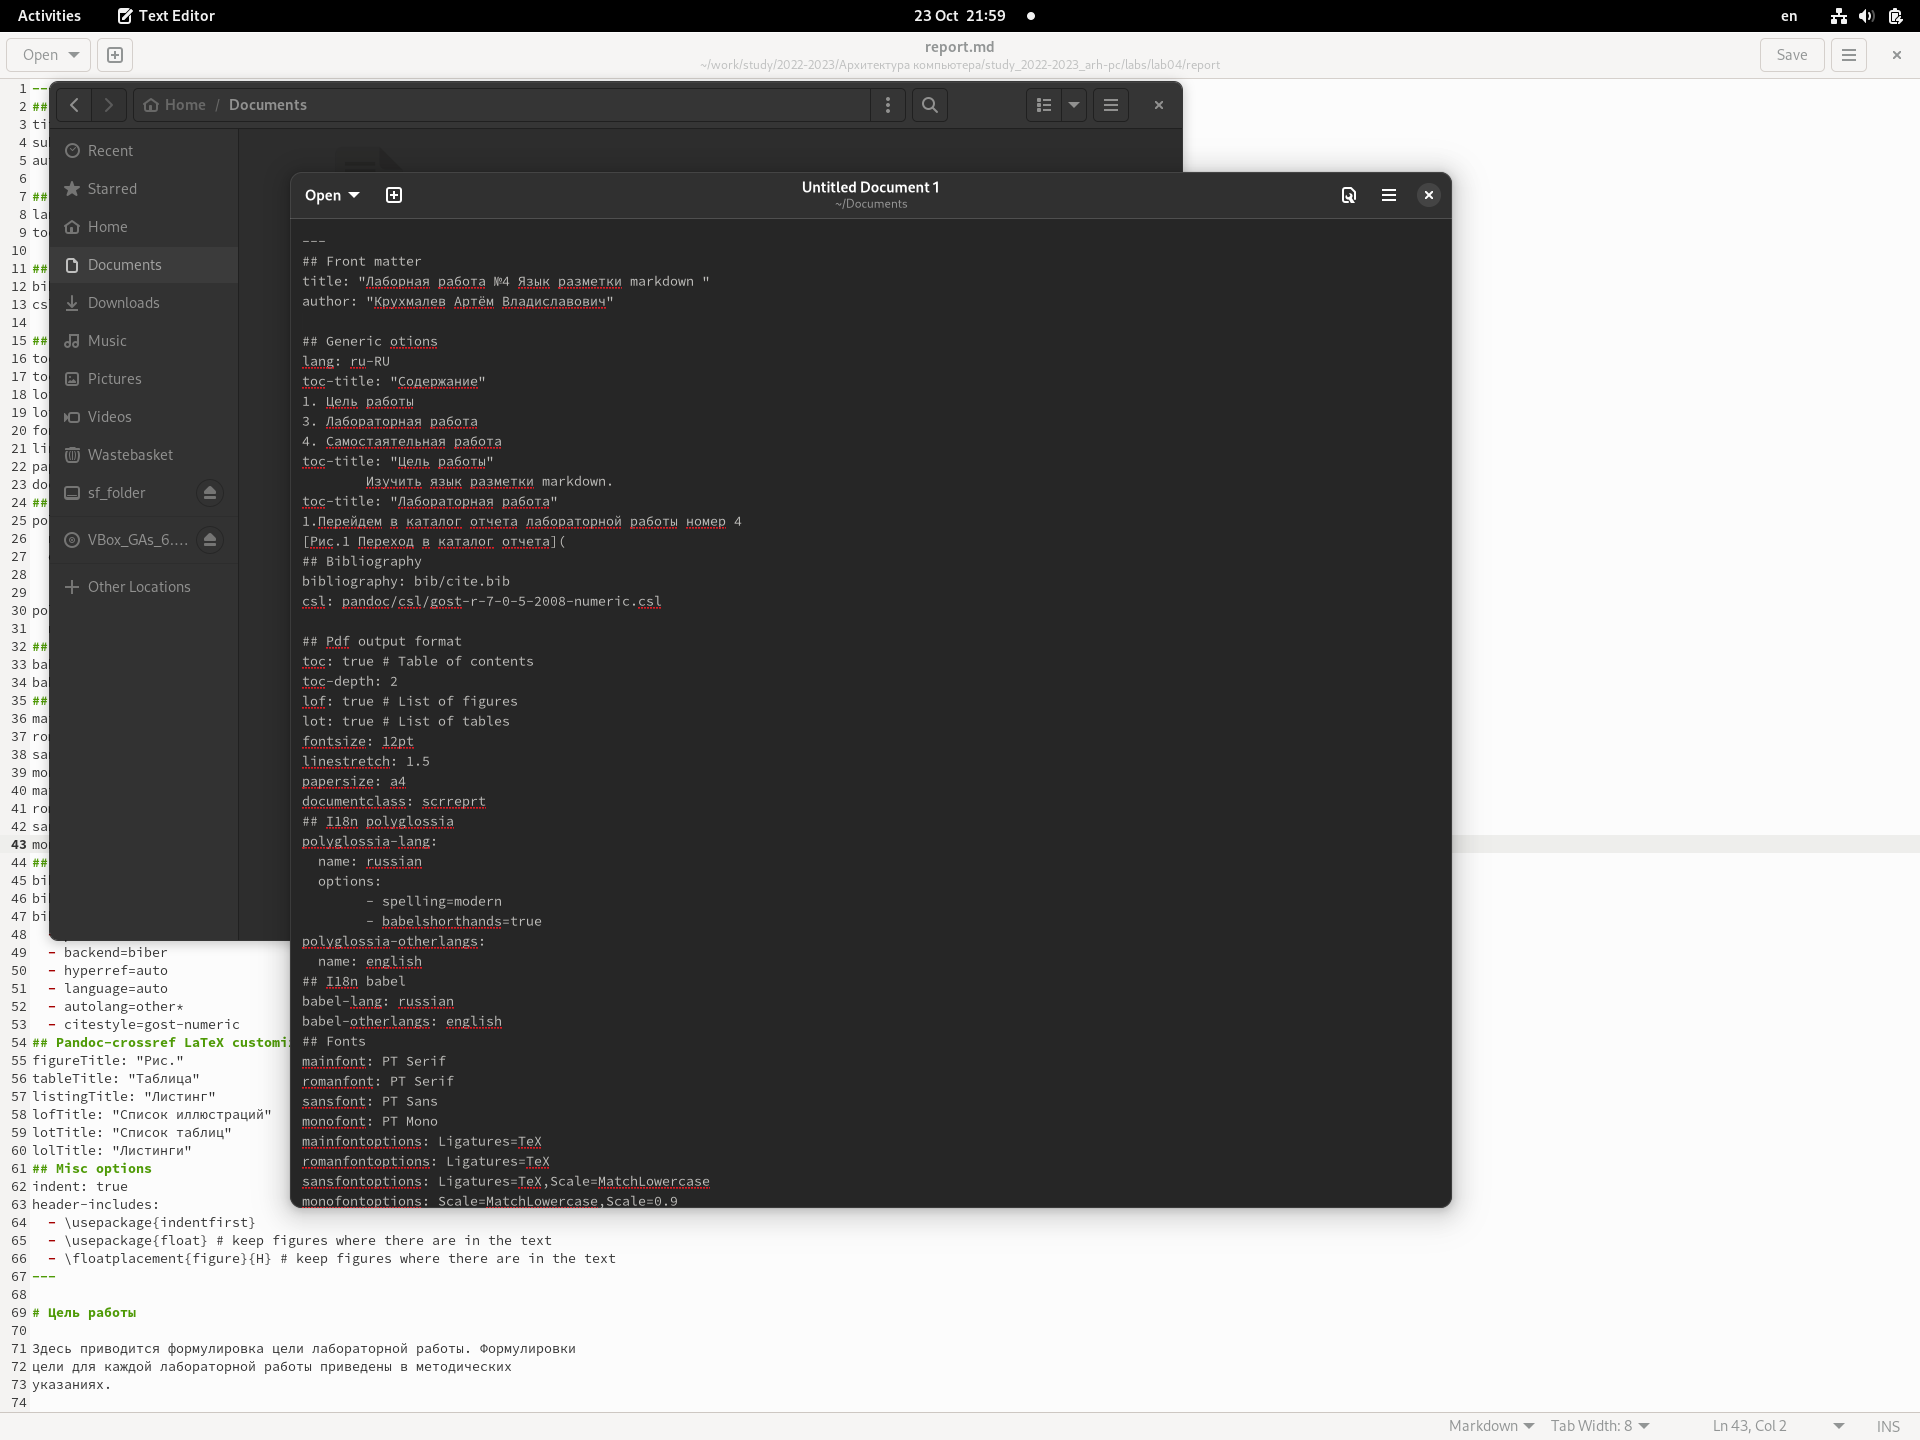 Activities
Text Editor
23 Oct 21:59
en
Open
report.md
~/work/study/2022-2023/Архитектура компьютера/study_2022-2023_arh-pc/labs/lab04/report
Save
Home / Documents
Recent
Starred
Home
Documents
Downloads
Music
Pictures
Videos
Wastebasket
sf_folder
VBox_GAs_6....
Other Locations
Open
Untitled Document 1
~/Documents
---
## Front matter
title: "Лаборная работа №4 Язык разметки markdown "
author: "Крухмалев Артём Владиславович"
## Generic otions
lang: ru-RU
toc-title: "Содержание"
1. Цель работы
3. Лабораторная работа
4. Самостаятельная работа
toc-title: "Цель работы"
Изучить язык разметки markdown.
toc-title: "Лабораторная работа"
1.Перейдем в каталог отчета лабораторной работы номер 4
[Рис.1 Переход в каталог отчета](
## Bibliography
bibliography: bib/cite.bib
csl: pandoc/csl/gost-r-7-0-5-2008-numeric.csl
## Pdf output format
toc: true # Table of contents
toc-depth: 2
lof: true # List of figures
lot: true # List of tables
fontsize: 12pt
linestretch: 1.5
papersize: a4
documentclass: scrreprt
## I18n polyglossia
polyglossia-lang:
name: russian
options:
- spelling=modern
- babelshorthands=true
polyglossia-otherlangs:
name: english
## I18n babel
babel-lang: russian
babel-otherlangs: english
## Fonts
mainfont: PT Serif
romanfont: PT Serif
sansfont: PT Sans
monofont: PT Mono
mainfontoptions: Ligatures=TeX
romanfontoptions: Ligatures=TeX
sansfontoptions: Ligatures=TeX,Scale=MatchLowercase
monofontoptions: Scale=MatchLowercase,Scale=0.9
1 --
2 ##
3 ti
4 su
5 au
6
7 ##
8 la
9 to
10
11 ##
12 bi
13 cs
14
15 ##
16 to
17 to
18 lo
19 lo
20 fo
21 li
22 pa
23 do
24 ##
25 po
26
27
28
29
30 po
31
32 ##
33 ba
34 ba
35 ##
36 ma
37 ro
38 sa
39 mo
40 ma
41 ro
42 sa
43 mo
44 ##
45 bi
46 bi
47 bi
48
49 - backend=biber
50 - hyperref=auto
51 - language=auto
52 - autolang=other*
53 - citestyle=gost-numeric
54 ## Pandoc-crossref LaTeX customi
55 figureTitle: "Рис."
56 tableTitle: "Таблица"
57 listingTitle: "Листинг"
58 lofTitle: "Список иллюстраций"
59 lotTitle: "Список таблиц"
60 lolTitle: "Листинги"
61 ## Misc options
62 indent: true
63 header-includes:
64 - \usepackage{indentfirst}
65 - \usepackage{float} # keep figures where there are in the text
66 - \floatplacement{figure}{H} # keep figures where there are in the text
67 ---
68
69 # Цель работы
70
71 Здесь приводится формулировка цели лабораторной работы. Формулировки
72 цели для каждой лабораторной работы приведены в методических
73 указаниях.
74
Markdown
Tab Width: 8
Ln 43, Col 2
INS